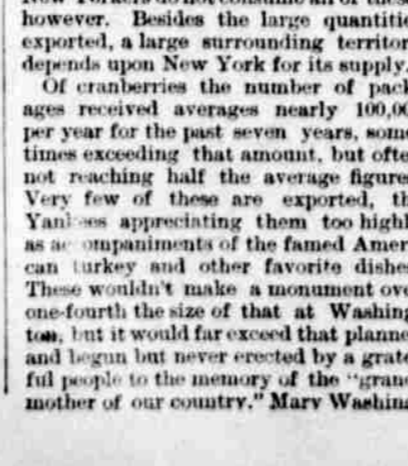 however. Besides the large quantitie
exported, a large surrounding territor
depends upon New York for its supply.
Of cranberries the number of pack
ages received averages nearly 100,00
per year for the past seven years, some
times exceeding that amount, but ofte
not reaching half the average figure
Very few of these are exported, th
appreciating them too highl
as of the famed Amer
can turkey and other favorite dishe
These wouldn't make a monument ove
one-fourth the size of that at Washing
ton, but it would far exceed that planne
and begun but never erected by a grate
ful people to the memory of the "gran
mother of our country." Mary Washin